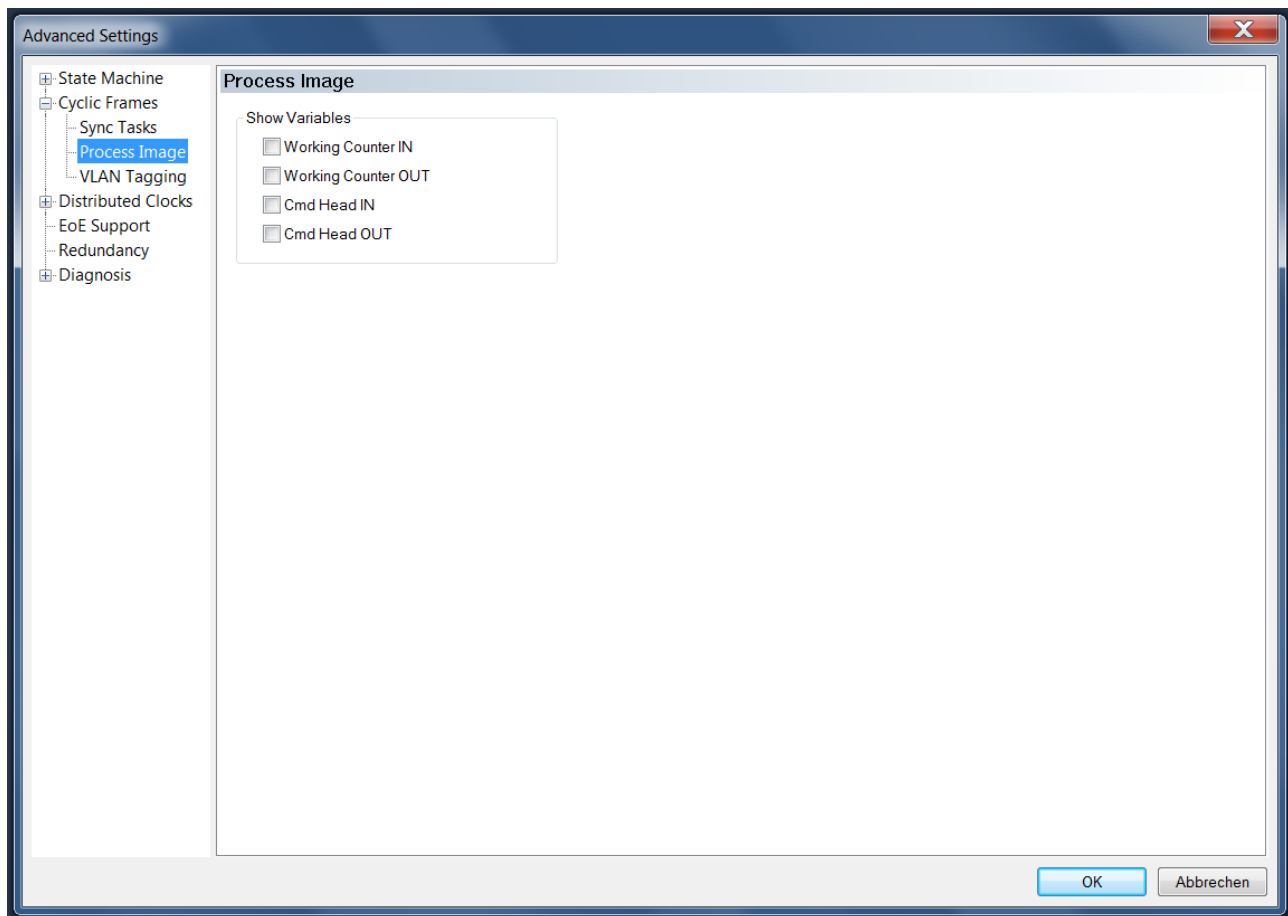 Advanced Settings
State Machine
Cyclic Frames
Sync Tasks
Process Image
VLAN Tagging
Distributed Clocks
EoE Support
Redundancy
Diagnosis
Process Image
Show Variables
Working Counter IN
Working Counter OUT
Cmd Head IN
Cmd Head OUT
OK
Abbrechen